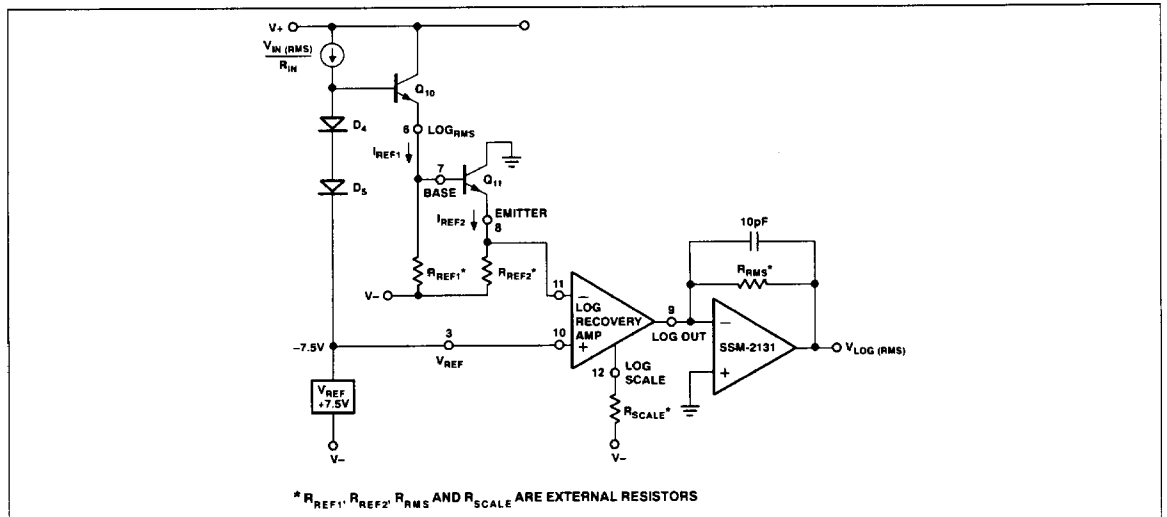 V+
V_IN (RMS)
R_IN
Q10
D4
6 LOG_RMS
I_REF1
7
BASE
Q11
D5
I_REF2
EMITTER
8
R_REF1*
R_REF2*
V–
10pF
R_RMS*
11
–
LOG
RECOVERY
AMP
+
10
9
LOG OUT
–
SSM-2131
+
V_LOG (RMS)
–7.5V
3
V_REF
12
LOG
SCALE
R_SCALE*
V–
V_REF
+7.5V
V–
* R_REF1, R_REF2, R_RMS AND R_SCALE ARE EXTERNAL RESISTORS